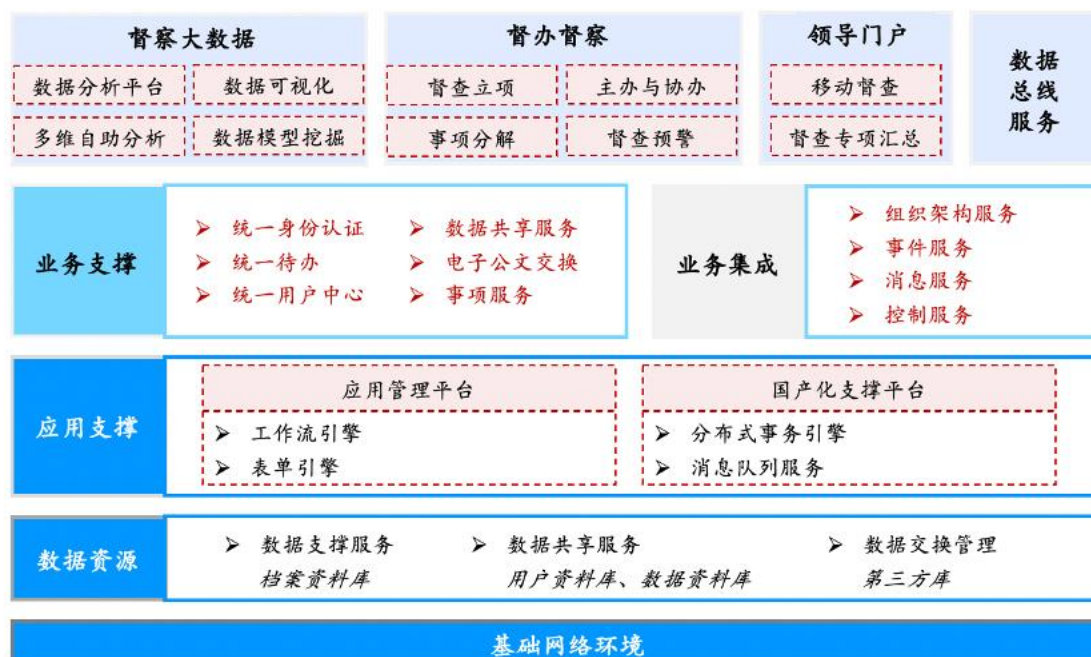 督察大数据
数据分析平台
数据可视化
多维自助分析
数据模型挖掘
督办督察
督查立项
主办与协办
事项分解
督查预警
领导门户
移动督查
督查专项汇总
数据
总线
服务
业务支撑
➢ 统一身份认证
➢ 统一待办
➢ 统一用户中心
➢ 数据共享服务
➢ 电子公文交换
➢ 事项服务
业务集成
➢ 组织架构服务
➢ 事件服务
➢ 消息服务
➢ 控制服务
应用支撑
应用管理平台
➢ 工作流引擎
➢ 表单引擎
国产化支撑平台
➢ 分布式事务引擎
➢ 消息队列服务
数据资源
➢ 数据支撑服务
档案资料库
➢ 数据共享服务
用户资料库、数据资料库
➢ 数据交换管理
第三方库
基础网络环境